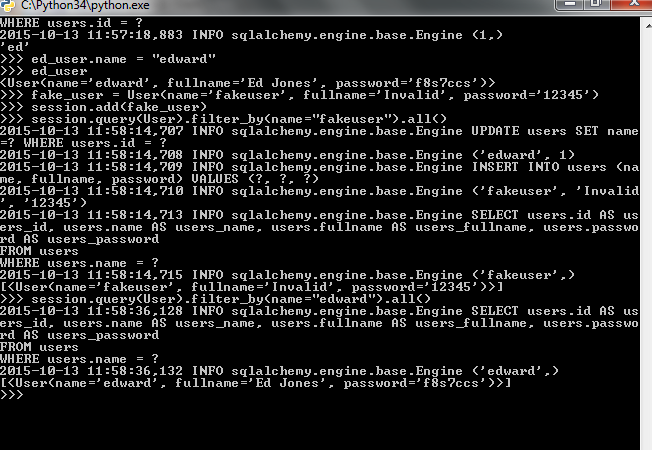 C:\Python34\python.exe
WHERE users.id = ?
2015-10-13 11:57:18,883 INFO sqlalchemy.engine.base.Engine (1,)
'ed'
>>> ed_user.name = "edward"
>>> ed_user
<User(name='edward', fullname='Ed Jones', password='f8s7ccs')>
>>> fake_user = User(name='fakeuser', fullname='Invalid', password='12345')
>>> session.add(fake_user)
>>> session.query(User).filter_by(name="fakeuser").all()
2015-10-13 11:58:14,707 INFO sqlalchemy.engine.base.Engine UPDATE users SET name
=? WHERE users.id = ?
2015-10-13 11:58:14,708 INFO sqlalchemy.engine.base.Engine ('edward', 1)
2015-10-13 11:58:14,709 INFO sqlalchemy.engine.base.Engine INSERT INTO users (na
me, fullname, password) VALUES (?, ?, ?)
2015-10-13 11:58:14,710 INFO sqlalchemy.engine.base.Engine ('fakeuser', 'Invalid
', '12345')
2015-10-13 11:58:14,713 INFO sqlalchemy.engine.base.Engine SELECT users.id AS us
ers_id, users.name AS users_name, users.fullname AS users_fullname, users.passwo
rd AS users_password
FROM users
WHERE users.name = ?
2015-10-13 11:58:14,715 INFO sqlalchemy.engine.base.Engine ('fakeuser',)
[<User(name='fakeuser', fullname='Invalid', password='12345')>]
>>> session.query(User).filter_by(name="edward").all()
2015-10-13 11:58:36,128 INFO sqlalchemy.engine.base.Engine SELECT users.id AS us
ers_id, users.name AS users_name, users.fullname AS users_fullname, users.passwo
rd AS users_password
FROM users
WHERE users.name = ?
2015-10-13 11:58:36,132 INFO sqlalchemy.engine.base.Engine ('edward',)
[<User(name='edward', fullname='Ed Jones', password='f8s7ccs')>]
>>>